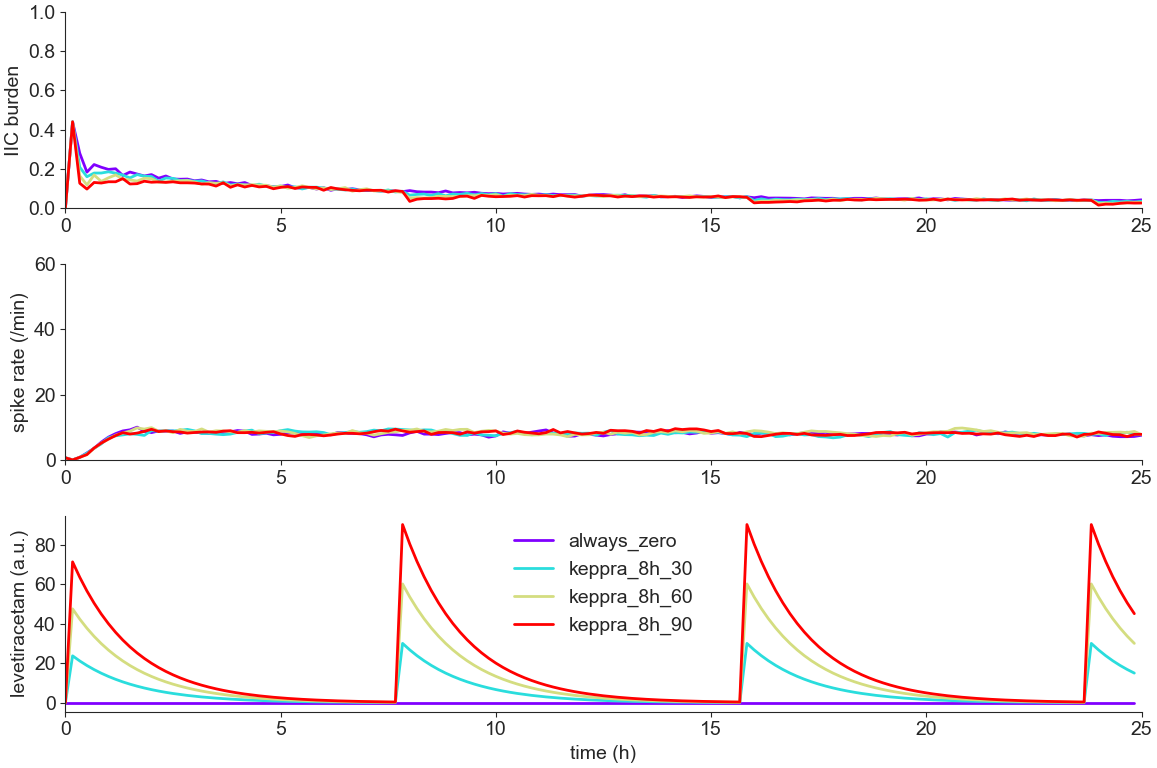 IIC burden
1.0
0.8
0.6
0.4
0.2
0.0
0 5 10 15 20 25
spike rate (/min)
60
40
20
0
0 5 10 15 20 25
levetiracetam (a.u.)
80
60
40
20
0
always_zero
keppra_8h_30
keppra_8h_60
keppra_8h_90
0 5 10 15 20 25
time (h)